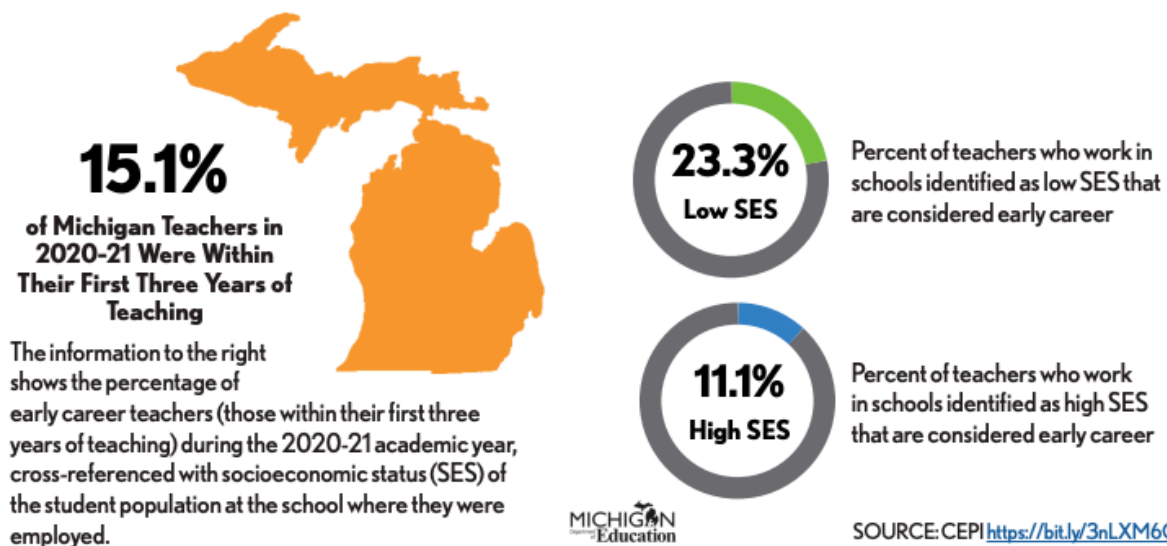 15.1%
of Michigan Teachers in
2020-21 Were Within
Their First Three Years of
Teaching
The information to the right
shows the percentage of
early career teachers (those within their first three
years of teaching) during the 2020-21 academic year,
cross-referenced with socioeconomic status (SES) of
the student population at the school where they were
employed.
23.3%
Low SES
Percent of teachers who work in
schools identified as low SES that
are considered early career
11.1%
High SES
Percent of teachers who work
in schools identified as high SES
that are considered early career
MICHIGAN
Department
of Education
SOURCE: CEPI